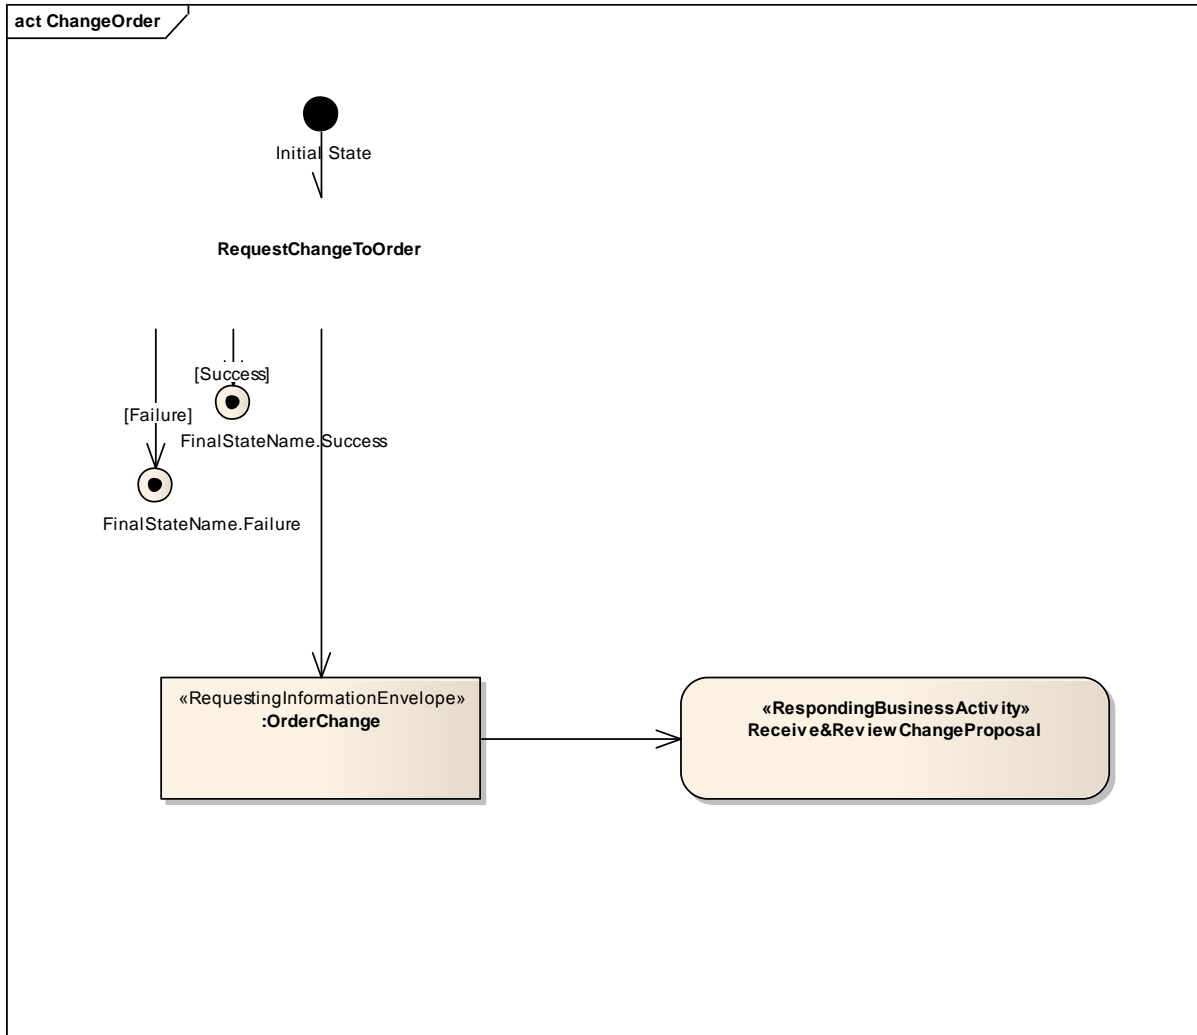 act ChangeOrder
Initial State
RequestChangeToOrder
[Success]
[Failure]
FinalStateName.Success
FinalStateName.Failure
«RequestingInformationEnvelope»
:OrderChange
«RespondingBusinessActivity»
Receive&ReviewChangeProposal